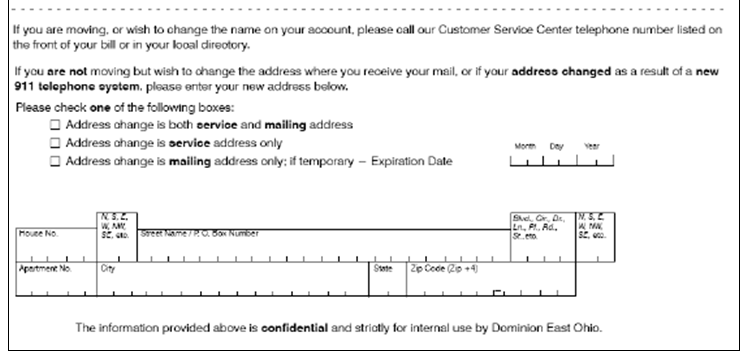 If you are moving, or wish to change the name on your account, please call our Customer Service Center telephone number listed on
the front of your bill or in your local directory.
If you are not moving but wish to change the address where you receive your mail, or if your address changed as a result of a new
911 telephone system, please enter your new address below.
Please check one of the following boxes:
☐ Address change is both service and mailing address
☐ Address change is service address only
☐ Address change is mailing address only; if temporary – Expiration Date
Month Day Year
House No.
N, S, E,
W, NW,
SE, etc.
Street Name / P. O. Box Number
Blvd., Cir., Dr.,
Ln., Pl., Rd.,
St., etc.
N, S, E,
W, NW,
SE, etc.
Apartment No. City State Zip Code (Zip +4)
The information provided above is confidential and strictly for internal use by Dominion East Ohio.